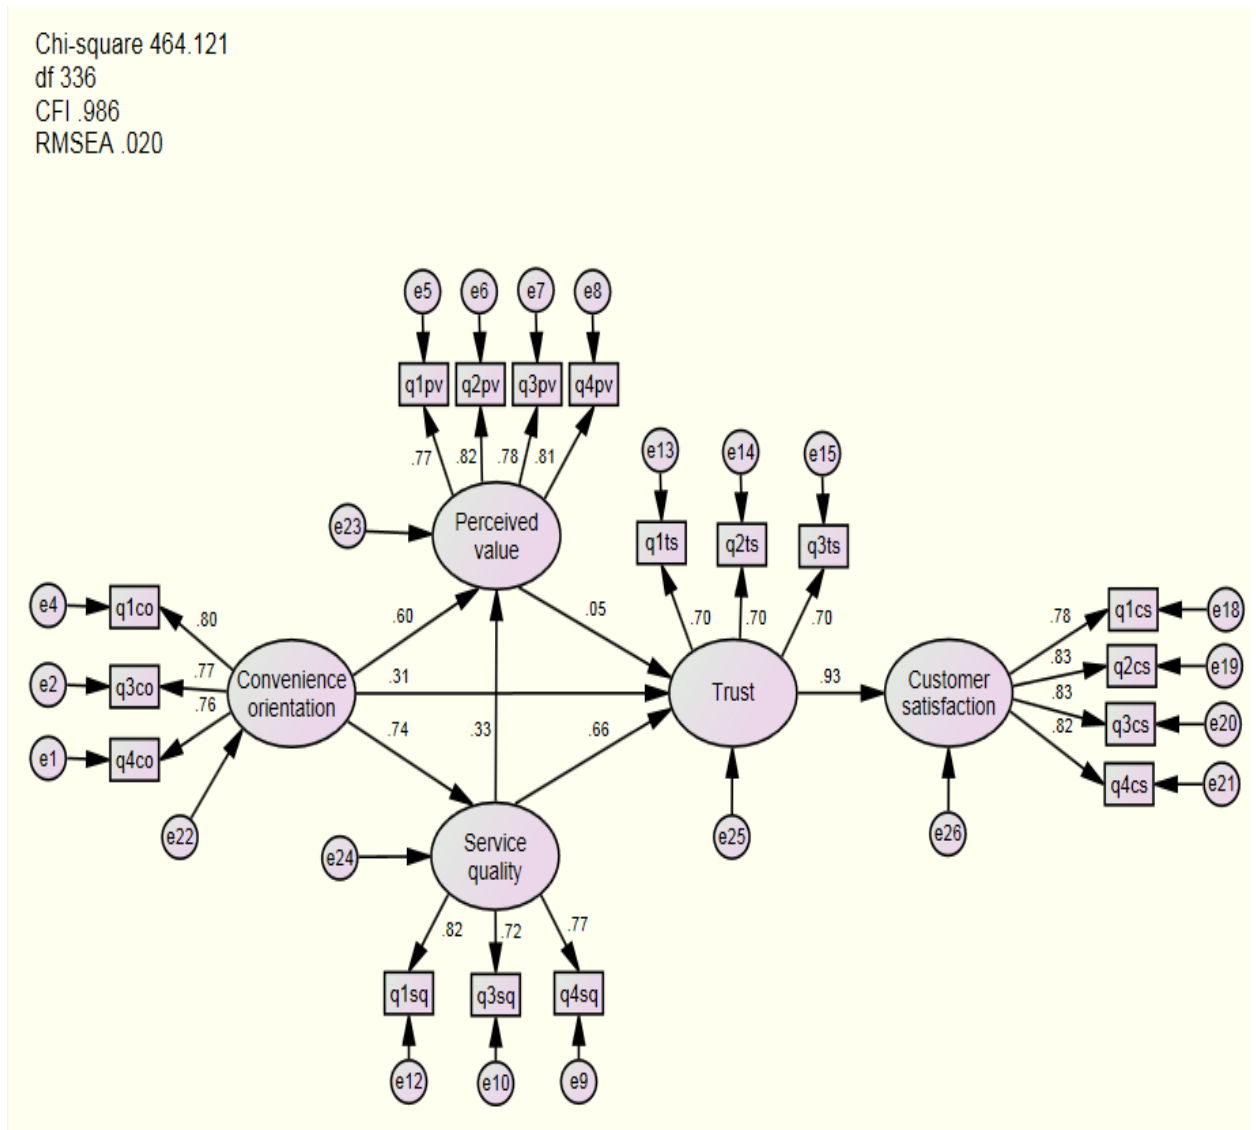 Chi-square 464.121
df 336
CFI .986
RMSEA .020
e5 e6 e7 e8
q1pv q2pv q3pv q4pv
.77 .82 .78 .81
e13 e14 e15
q1ts q2ts q3ts
e23
Perceived
value
.70 .70 .70
e4 q1co .80
.60 .05
.78 q1cs e18
e2 q3co .77
.76
Convenience
orientation
.31
Trust
.93
Customer
satisfaction
.83 q2cs e19
.83 q3cs e20
.82
e1 q4co
.74 .33 .66
q4cs e21
e22
e24
Service
quality
e25
e26
.82 .72 .77
q1sq q3sq q4sq
e12 e10 e9